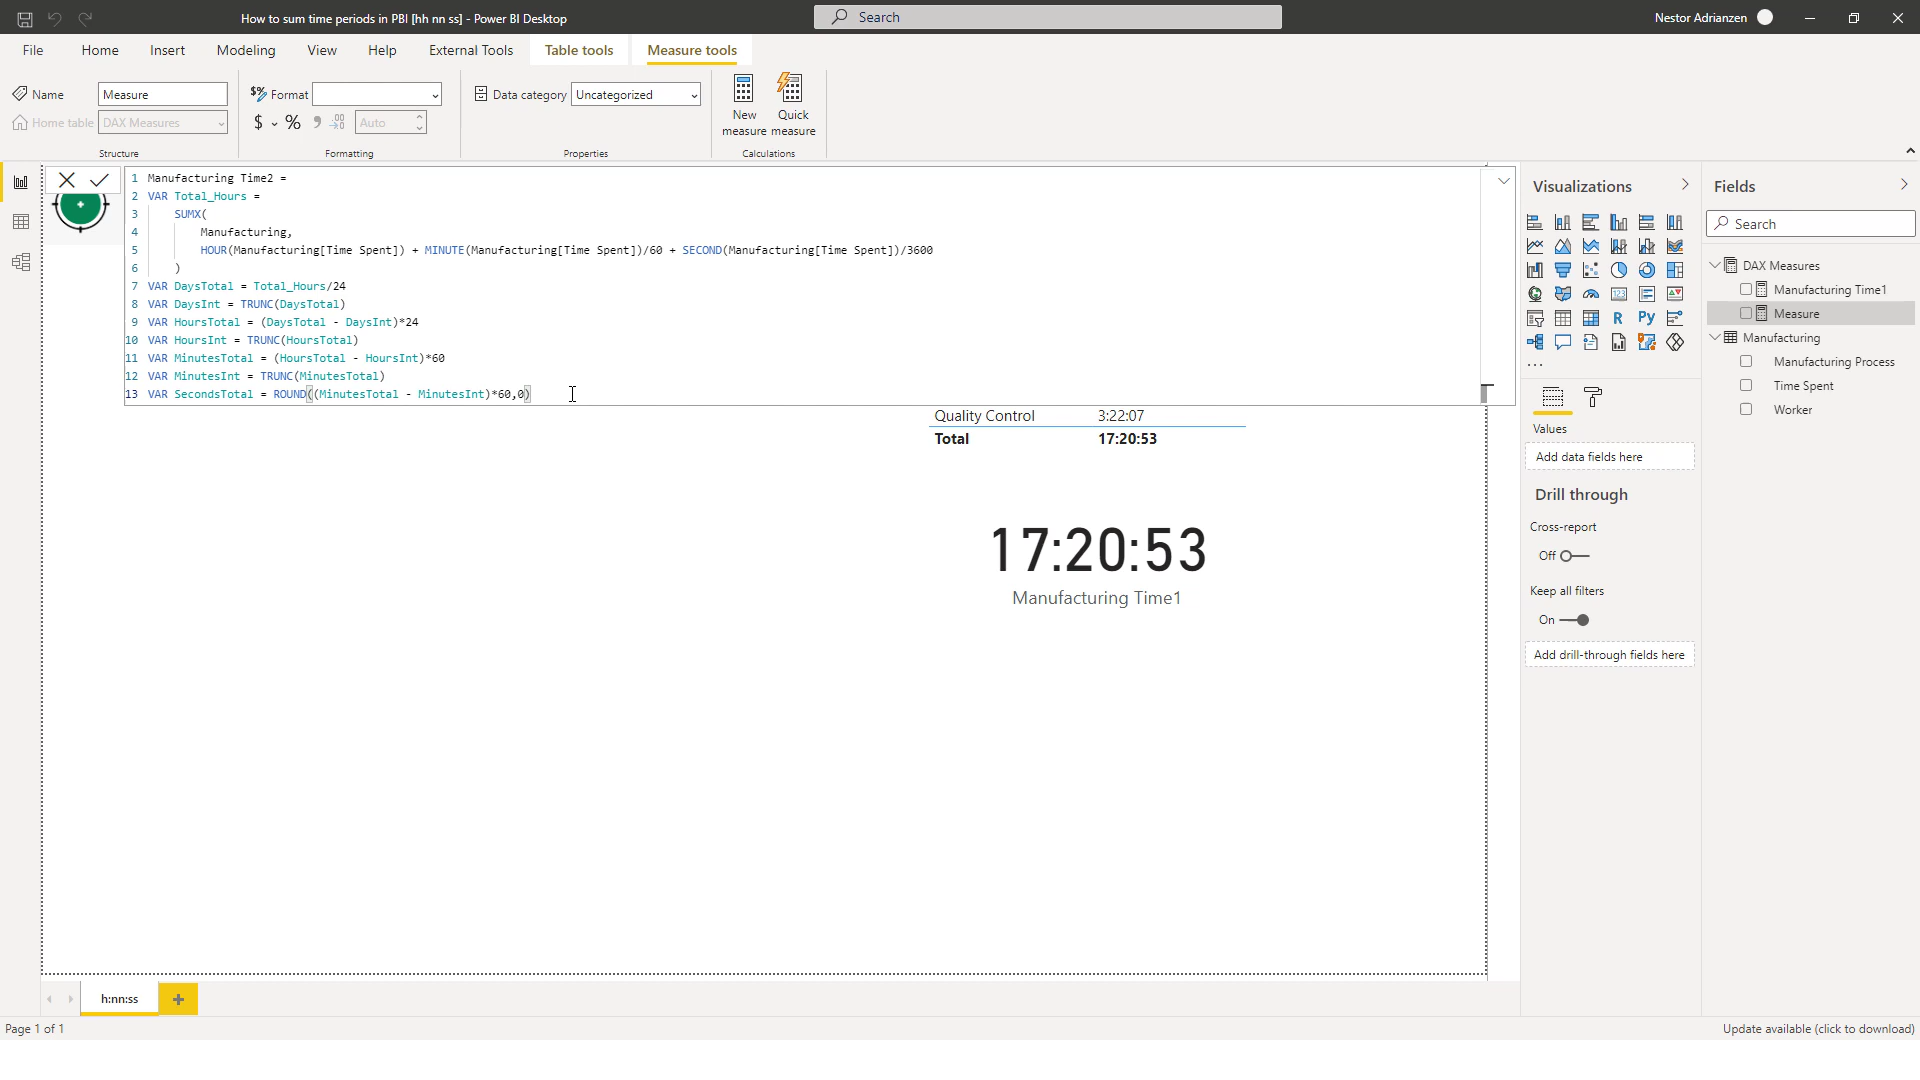 How to sum time periods in PBI [hh nn ss] - Power BI Desktop
Search
Nestor Adrianzen
File Home Insert Modeling View Help External Tools Table tools Measure tools
Name Measure
Home table DAX Measures
Structure
Format
$ % Auto
Formatting
Data category Uncategorized
Properties
New measure
Quick measure
Calculations
1 Manufacturing Time2 =
2 VAR Total_Hours =
3 SUMX(
4 Manufacturing,
5 HOUR(Manufacturing[Time Spent]) + MINUTE(Manufacturing[Time Spent])/60 + SECOND(Manufacturing[Time Spent])/3600
6 )
7 VAR DaysTotal = Total_Hours/24
8 VAR DaysInt = TRUNC(DaysTotal)
9 VAR HoursTotal = (DaysTotal - DaysInt)*24
10 VAR HoursInt = TRUNC(HoursTotal)
11 VAR MinutesTotal = (HoursTotal - HoursInt)*60
12 VAR MinutesInt = TRUNC(MinutesTotal)
13 VAR SecondsTotal = ROUND((MinutesTotal - MinutesInt)*60,0)
Quality Control 3:22:07
Total 17:20:53
17:20:53
Manufacturing Time1
Visualizations
R Py
123
...
Values
Add data fields here
Drill through
Cross-report
Off
Keep all filters
On
Add drill-through fields here
Fields
Search
DAX Measures
Manufacturing Time1
Measure
Manufacturing
Manufacturing Process
Time Spent
Worker
h:nn:ss
Page 1 of 1
Update available (click to download)